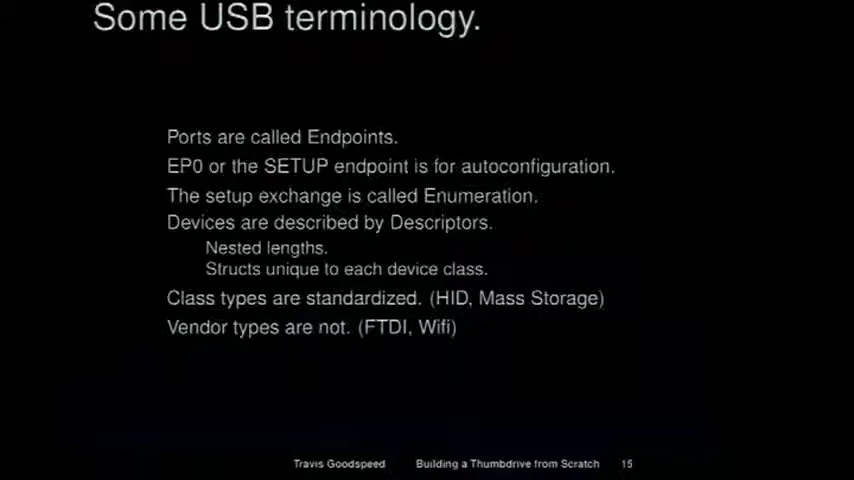 Some USB terminology.
Ports are called Endpoints.
EP0 or the SETUP endpoint is for autoconfiguration.
The setup exchange is called Enumeration.
Devices are described by Descriptors.
Nested lengths.
Structs unique to each device class.
Class types are standardized. (HID, Mass Storage)
Vendor types are not. (FTDI, Wifi)
Travis Goodspeed Building a Thumbdrive from Scratch 15